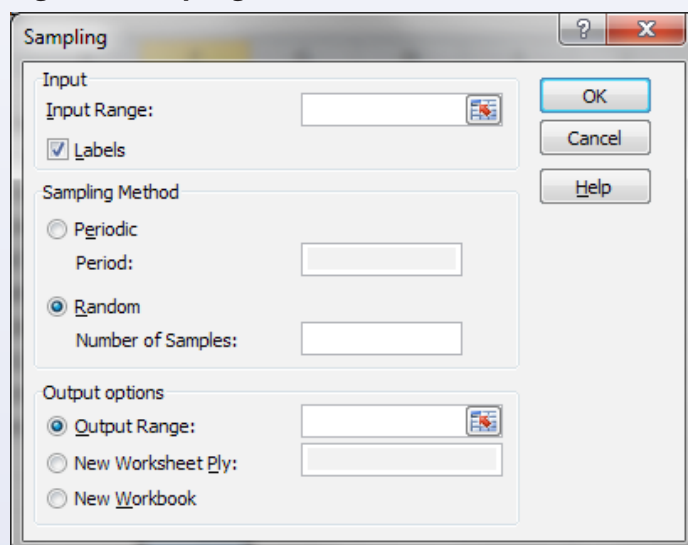 Sampling
?
X
Input
Input Range:
Labels
OK
Cancel
Help
Sampling Method
Periodic
Period:
Random
Number of Samples:
Output options
Output Range:
New Worksheet Ply:
New Workbook